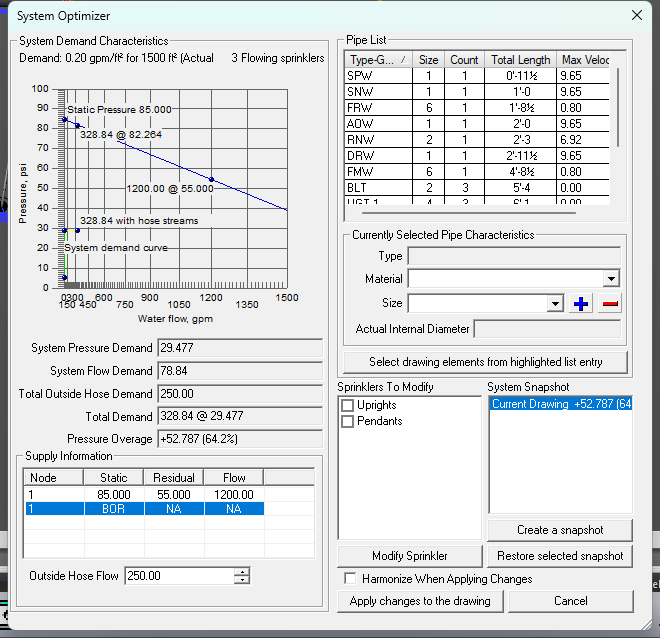 System Optimizer
System Demand Characteristics
Demand: 0.20 gpm/ft² for 1500 ft² (Actual 3 Flowing sprinklers
100
90
80
70
60
50
40
30
20
10
0
Pressure, psi
Static Pressure 85.000
328.84 @ 82.264
1200.00 @ 55.000
328.84 with hose streams
System demand curve
0 300 600 900 1200 1500
150 450 750 1050 1350
Water flow, gpm
System Pressure Demand 29.477
System Flow Demand 78.84
Total Outside Hose Demand 250.00
Total Demand 328.84 @ 29.477
Pressure Overage +52.787 (64.2%)
Supply Information
Node Static Residual Flow
1 85.000 55.000 1200.00
1 BOR NA NA
Outside Hose Flow 250.00
Pipe List
Type-G... Size Count Total Length Max Veloc
SPW 1 1 0'-11½ 9.65
SNW 1 1 1'-0 9.65
FRW 6 1 1'-8½ 0.80
AOW 1 1 2'-0 9.65
RNW 2 1 2'-3 6.92
DRW 1 1 2'-11½ 9.65
FMW 6 1 4'-8½ 0.80
BLT 2 3 5'-4 0.00
UGT 1 4 3 6'-1 0.00
Currently Selected Pipe Characteristics
Type
Material
Size
Actual Internal Diameter
Select drawing elements from highlighted list entry
Sprinklers To Modify
Uprights
Pendants
Modify Sprinkler
System Snapshot
Current Drawing +52.787 (64
Create a snapshot
Restore selected snapshot
Harmonize When Applying Changes
Apply changes to the drawing
Cancel